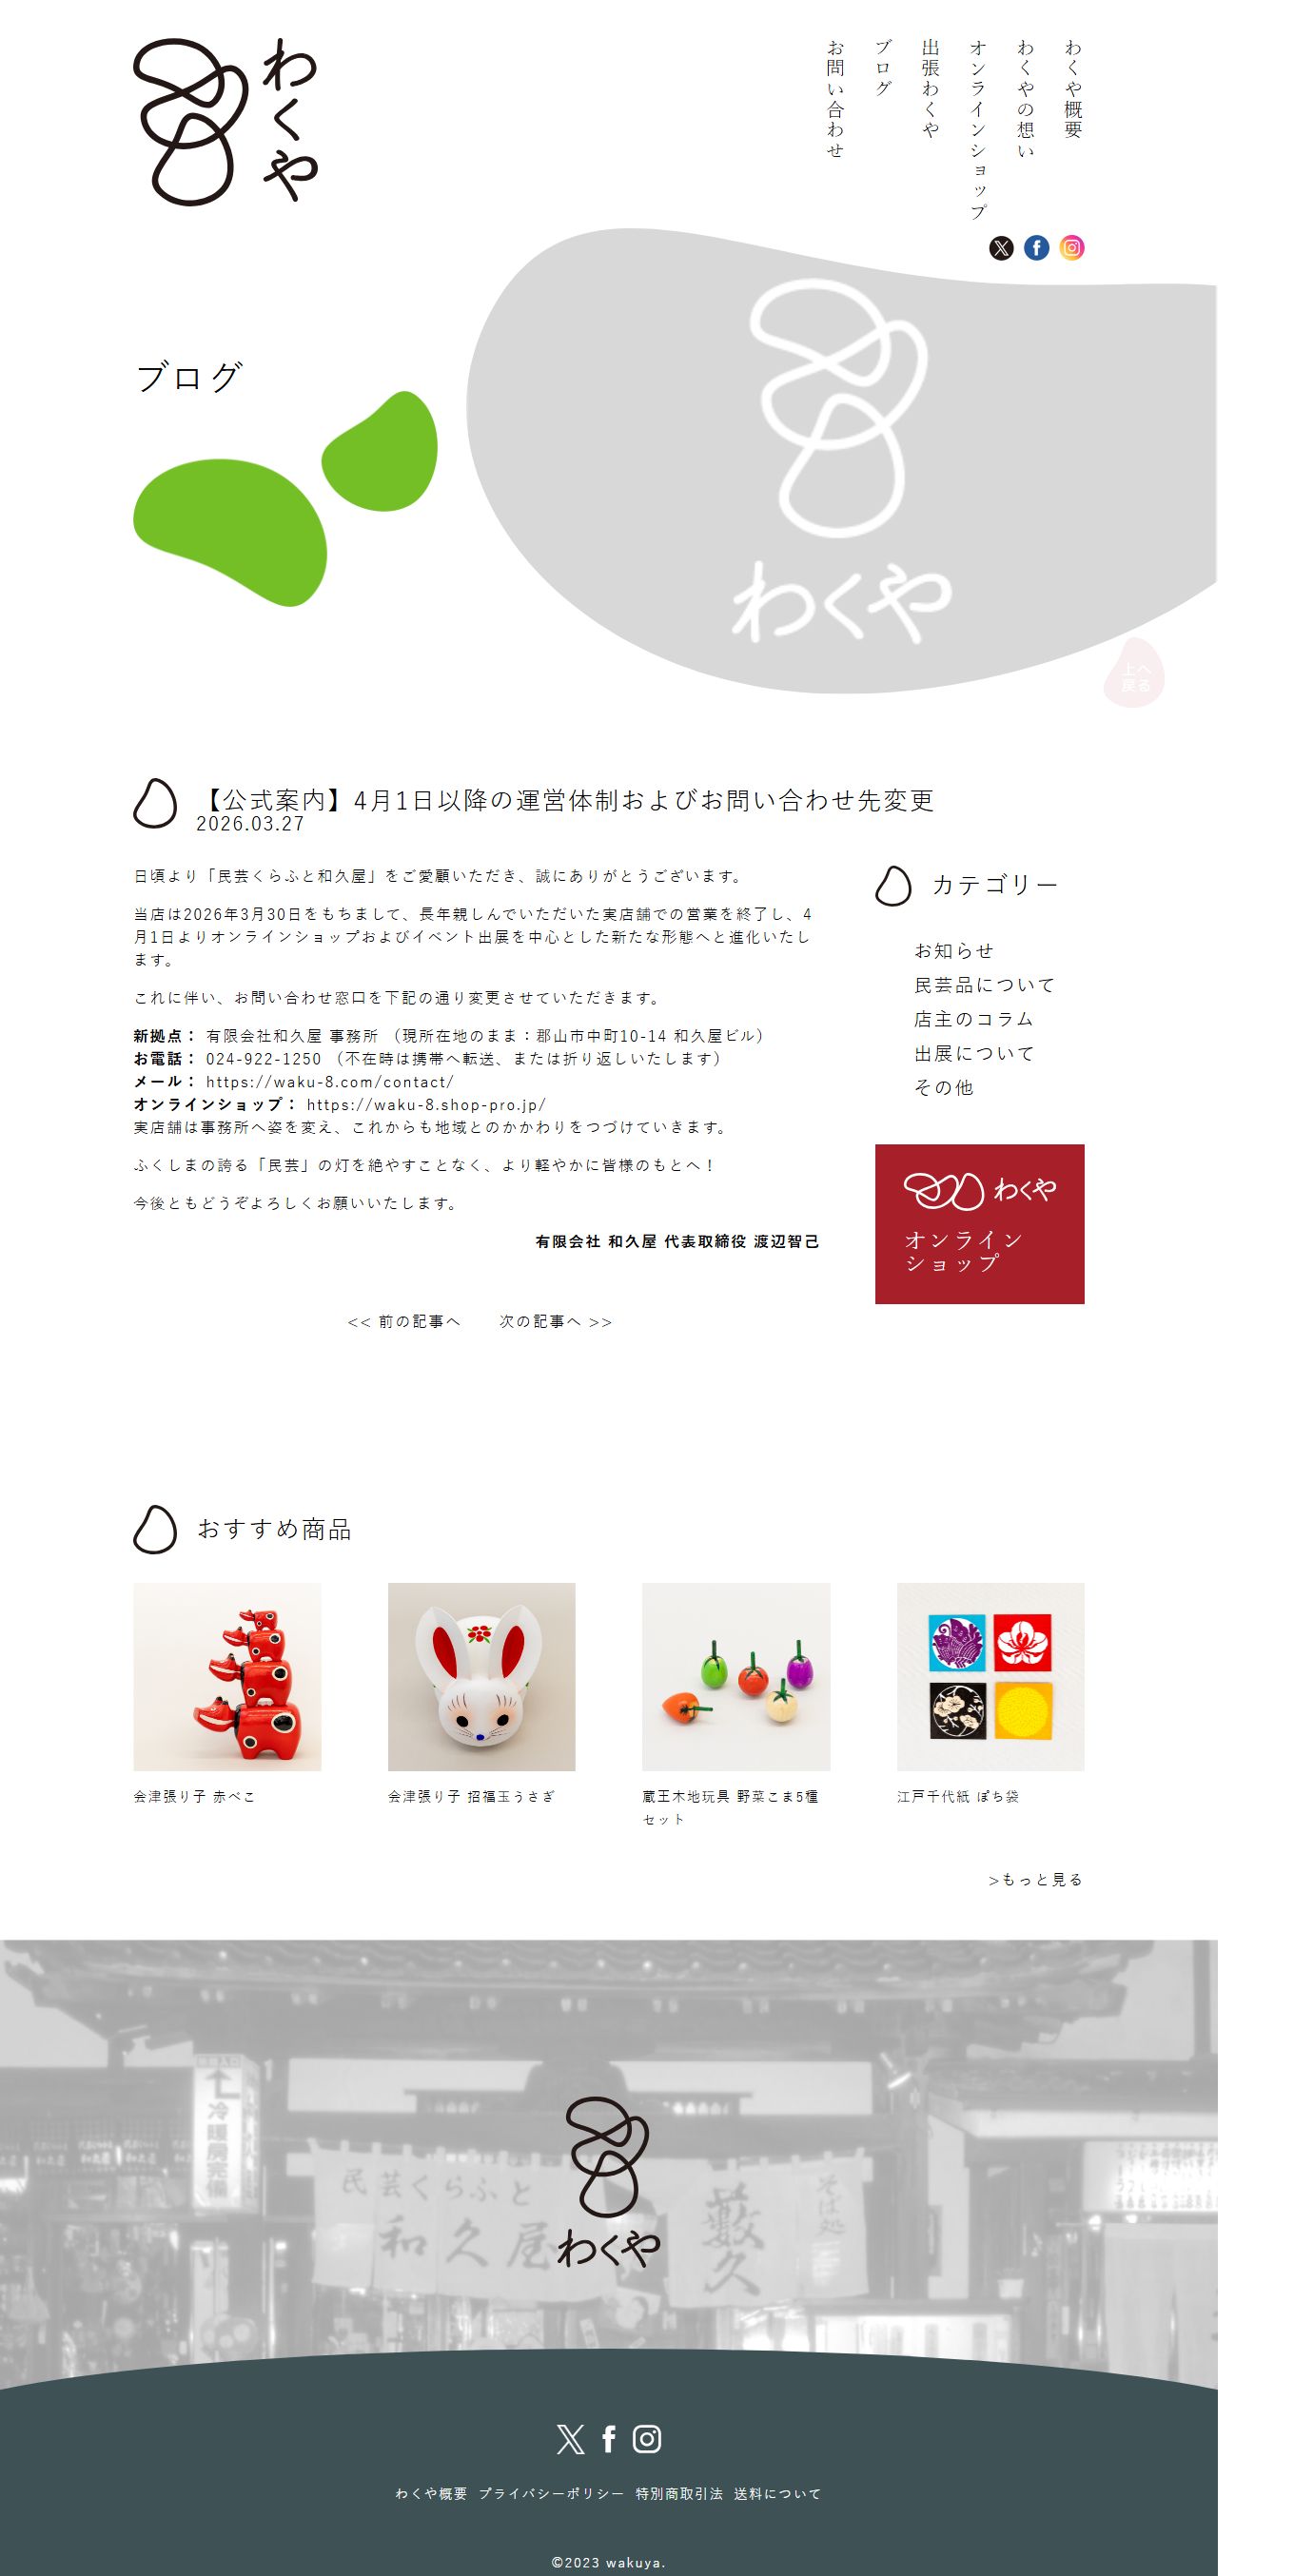 わくや
わくや概要
わくやの想い
オンラインショップ
出張わくや
ブログ
お問い合わせ
ブログ
わくや
上へ
戻る
【公式案内】4月1日以降の運営体制およびお問い合わせ先変更
2026.03.27
日頃より「民芸くらふと和久屋」をご愛顧いただき、誠にありがとうございます。
当店は2026年3月30日をもちまして、長年親しんでいただいた実店舗での営業を終了し、4
月1日よりオンラインショップおよびイベント出展を中心とした新たな形態へと進化いたし
ます。
これに伴い、お問い合わせ窓口を下記の通り変更させていただきます。
新拠点： 有限会社和久屋 事務所 （現所在地のまま：郡山市中町10-14 和久屋ビル）
お電話： 024-922-1250 （不在時は携帯へ転送、または折り返しいたします）
メール： https://waku-8.com/contact/
オンラインショップ： https://waku-8.shop-pro.jp/
実店舗は事務所へ姿を変え、これからも地域とのかかわりをつづけていきます。
ふくしまの誇る「民芸」の灯を絶やすことなく、より軽やかに皆様のもとへ！
今後ともどうぞよろしくお願いいたします。
有限会社 和久屋 代表取締役 渡辺智己
<< 前の記事へ 次の記事へ >>
カテゴリー
お知らせ
民芸品について
店主のコラム
出展について
その他
わくや
オンライン
ショップ
おすすめ商品
会津張り子 赤べこ
会津張り子 招福玉うさぎ
蔵王木地玩具 野菜こま5種
セット
江戸千代紙 ぽち袋
>もっと見る
冷暖房完備
民芸くらふと
和久屋
藪久
そば処
わくや
わくや概要 プライバシーポリシー 特別商取引法 送料について
©2023 wakuya.